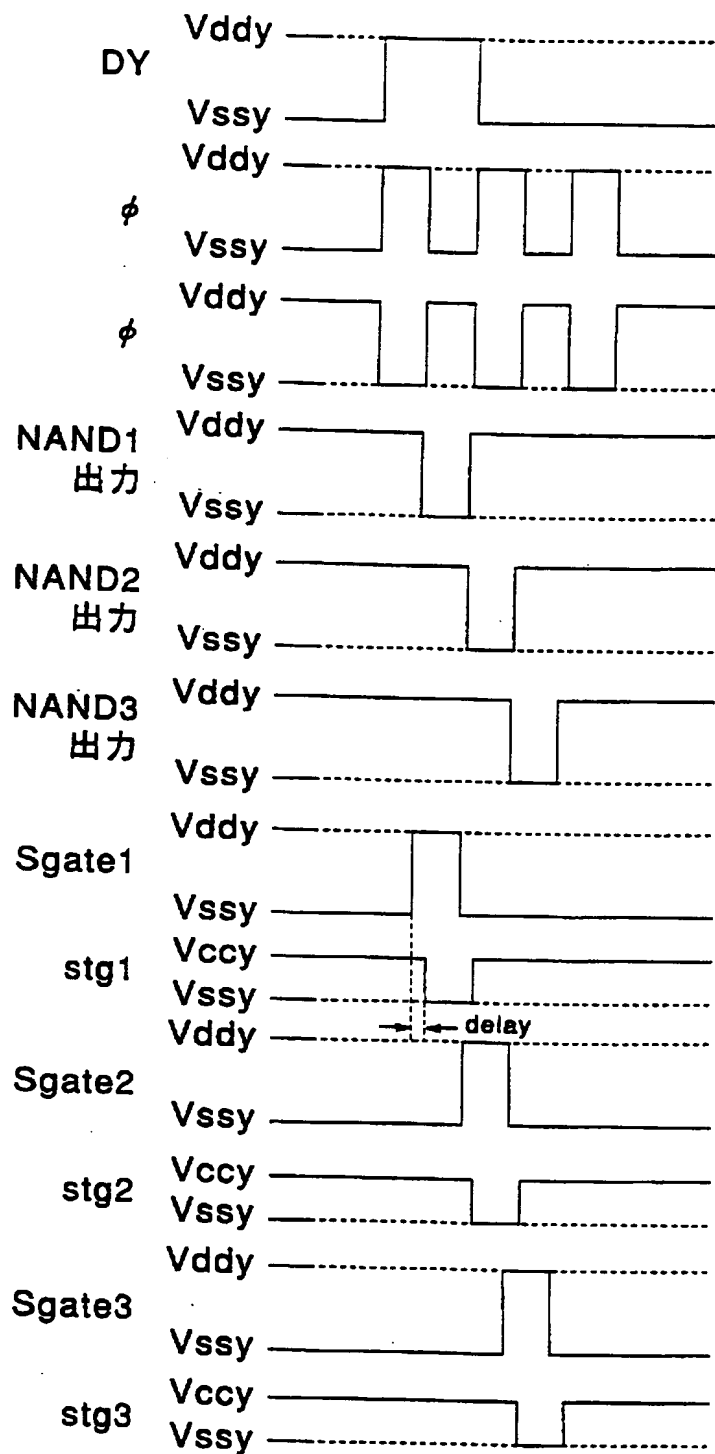 DY
Vddy
Vssy
φ
Vddy
Vssy
φ
Vddy
Vssy
NAND1
出力
Vddy
Vssy
NAND2
出力
Vddy
Vssy
NAND3
出力
Vddy
Vssy
Sgate1
Vddy
Vssy
stg1
Vccy
Vssy
delay
Sgate2
Vddy
Vssy
stg2
Vccy
Vssy
Sgate3
Vddy
Vssy
stg3
Vccy
Vssy